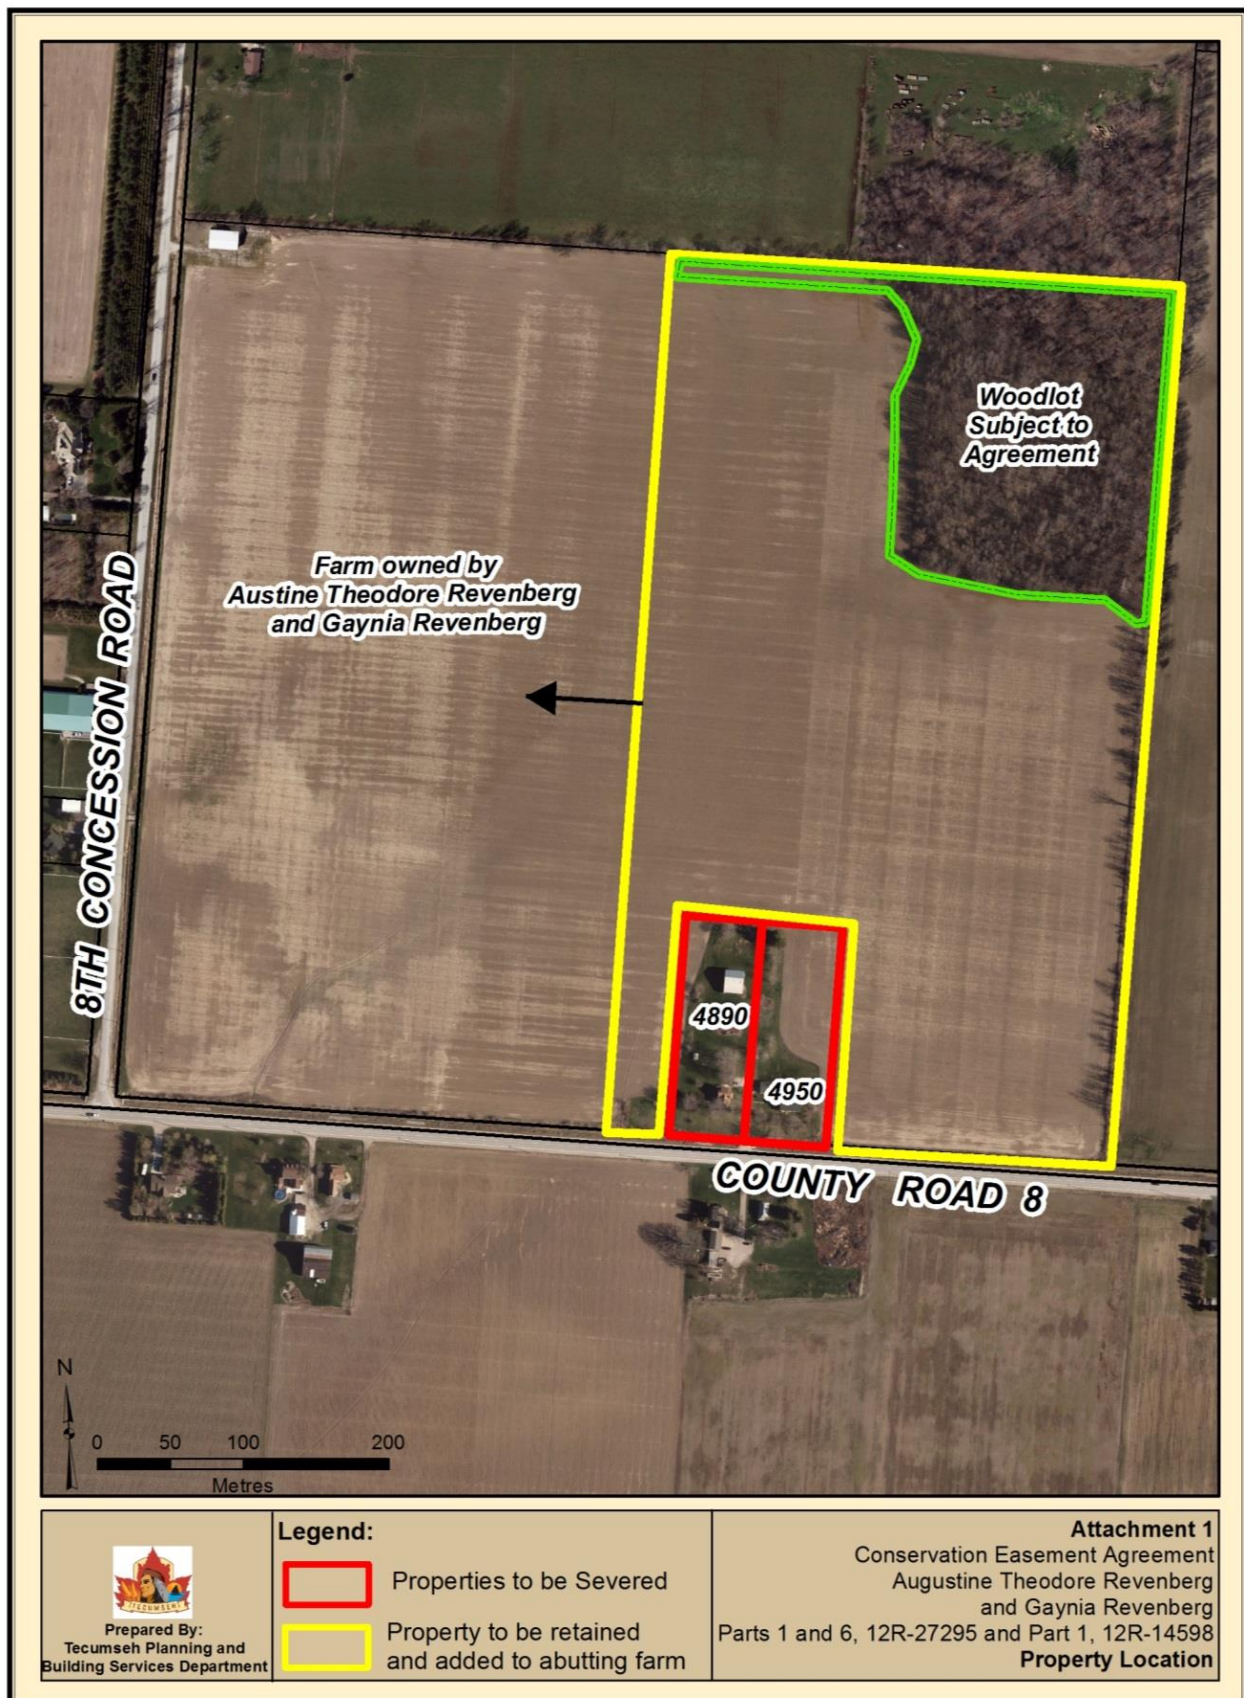 Woodlot
Subject to
Agreement
Farm owned by
Austine Theodore Revenberg
and Gaynia Revenberg
8TH CONCESSION ROAD
4890
4950
COUNTY ROAD 8
N
0 50 100 200
Metres
TECUMSEH
Prepared By:
Tecumseh Planning and
Building Services Department
Legend:
Properties to be Severed
Property to be retained
and added to abutting farm
Attachment 1
Conservation Easement Agreement
Augustine Theodore Revenberg
and Gaynia Revenberg
Parts 1 and 6, 12R-27295 and Part 1, 12R-14598
Property Location